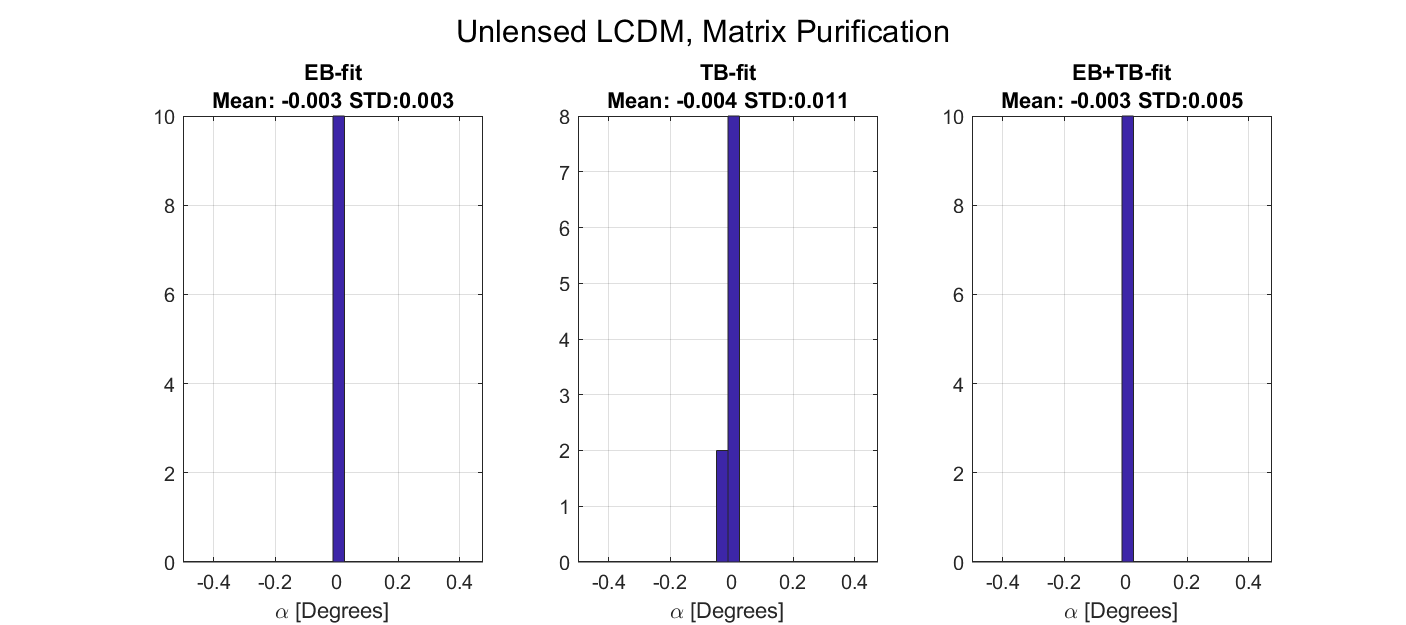 Unlensed LCDM, Matrix Purification
EB-fit
Mean: -0.003 STD:0.003
10
8
6
4
2
0
-0.4 -0.2 0 0.2 0.4
α [Degrees]
TB-fit
Mean: -0.004 STD:0.011
8
7
6
5
4
3
2
1
0
-0.4 -0.2 0 0.2 0.4
α [Degrees]
EB+TB-fit
Mean: -0.003 STD:0.005
10
8
6
4
2
0
-0.4 -0.2 0 0.2 0.4
α [Degrees]